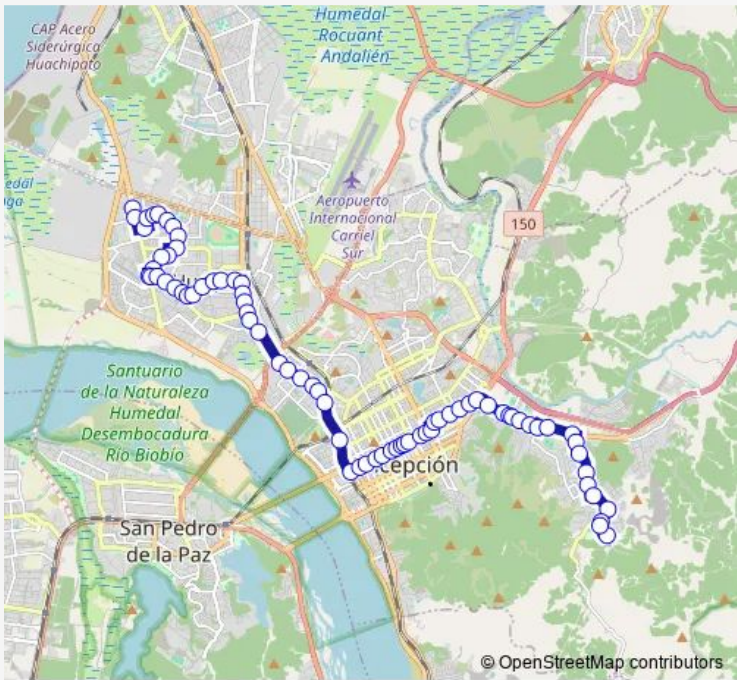 CAP Acero
Siderúrgica
Huachipato
Humedal
Rocuant
Andalién
Aeropuerto
Internacional
Carriel
Sur
150
Santuario
de la Naturaleza
Humedal
Desembocadura
Río Biobío
cepción
San Pedro
de la Paz
© OpenStreetMap contributors